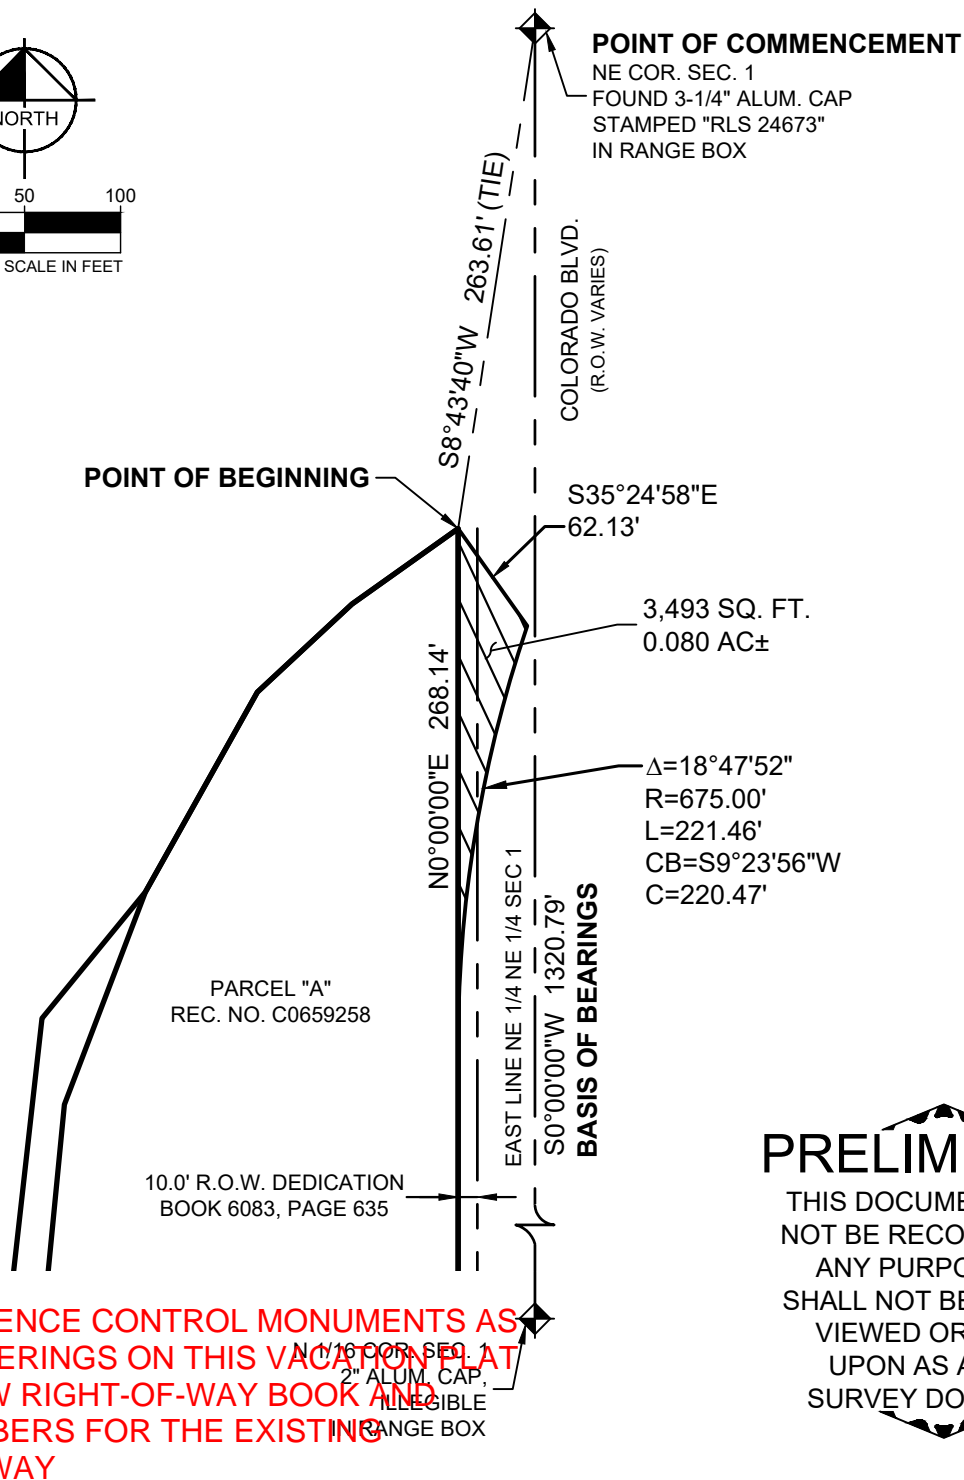 POINT OF COMMENCEMENT
NE COR. SEC. 1
FOUND 3-1/4" ALUM. CAP
STAMPED "RLS 24673"
IN RANGE BOX
NORTH
50 100
SCALE IN FEET
S8°43'40"W 263.61' (TIE)
COLORADO BLVD.
(R.O.W. VARIES)
POINT OF BEGINNING
S35°24'58"E
62.13'
3,493 SQ. FT.
0.080 AC±
N0°00'00"E 268.14'
Δ=18°47'52"
R=675.00'
L=221.46'
CB=S9°23'56"W
C=220.47'
EAST LINE NE 1/4 NE 1/4 SEC 1
S0°00'00"W 1320.79'
BASIS OF BEARINGS
PARCEL "A"
REC. NO. C0659258
10.0' R.O.W. DEDICATION
BOOK 6083, PAGE 635
PRELIM
THIS DOCUME
NOT BE RECO
ANY PURPO
SHALL NOT BE
VIEWED OR
UPON AS A
SURVEY DO
ENCE CONTROL MONUMENTS AS
ERINGS ON THIS VACATION PLAT
W RIGHT-OF-WAY BOOK AND
BERS FOR THE EXISTING
WAY
N 1/16 COR. SEC. 1
2" ALUM. CAP,
ILLEGIBLE
IN RANGE BOX